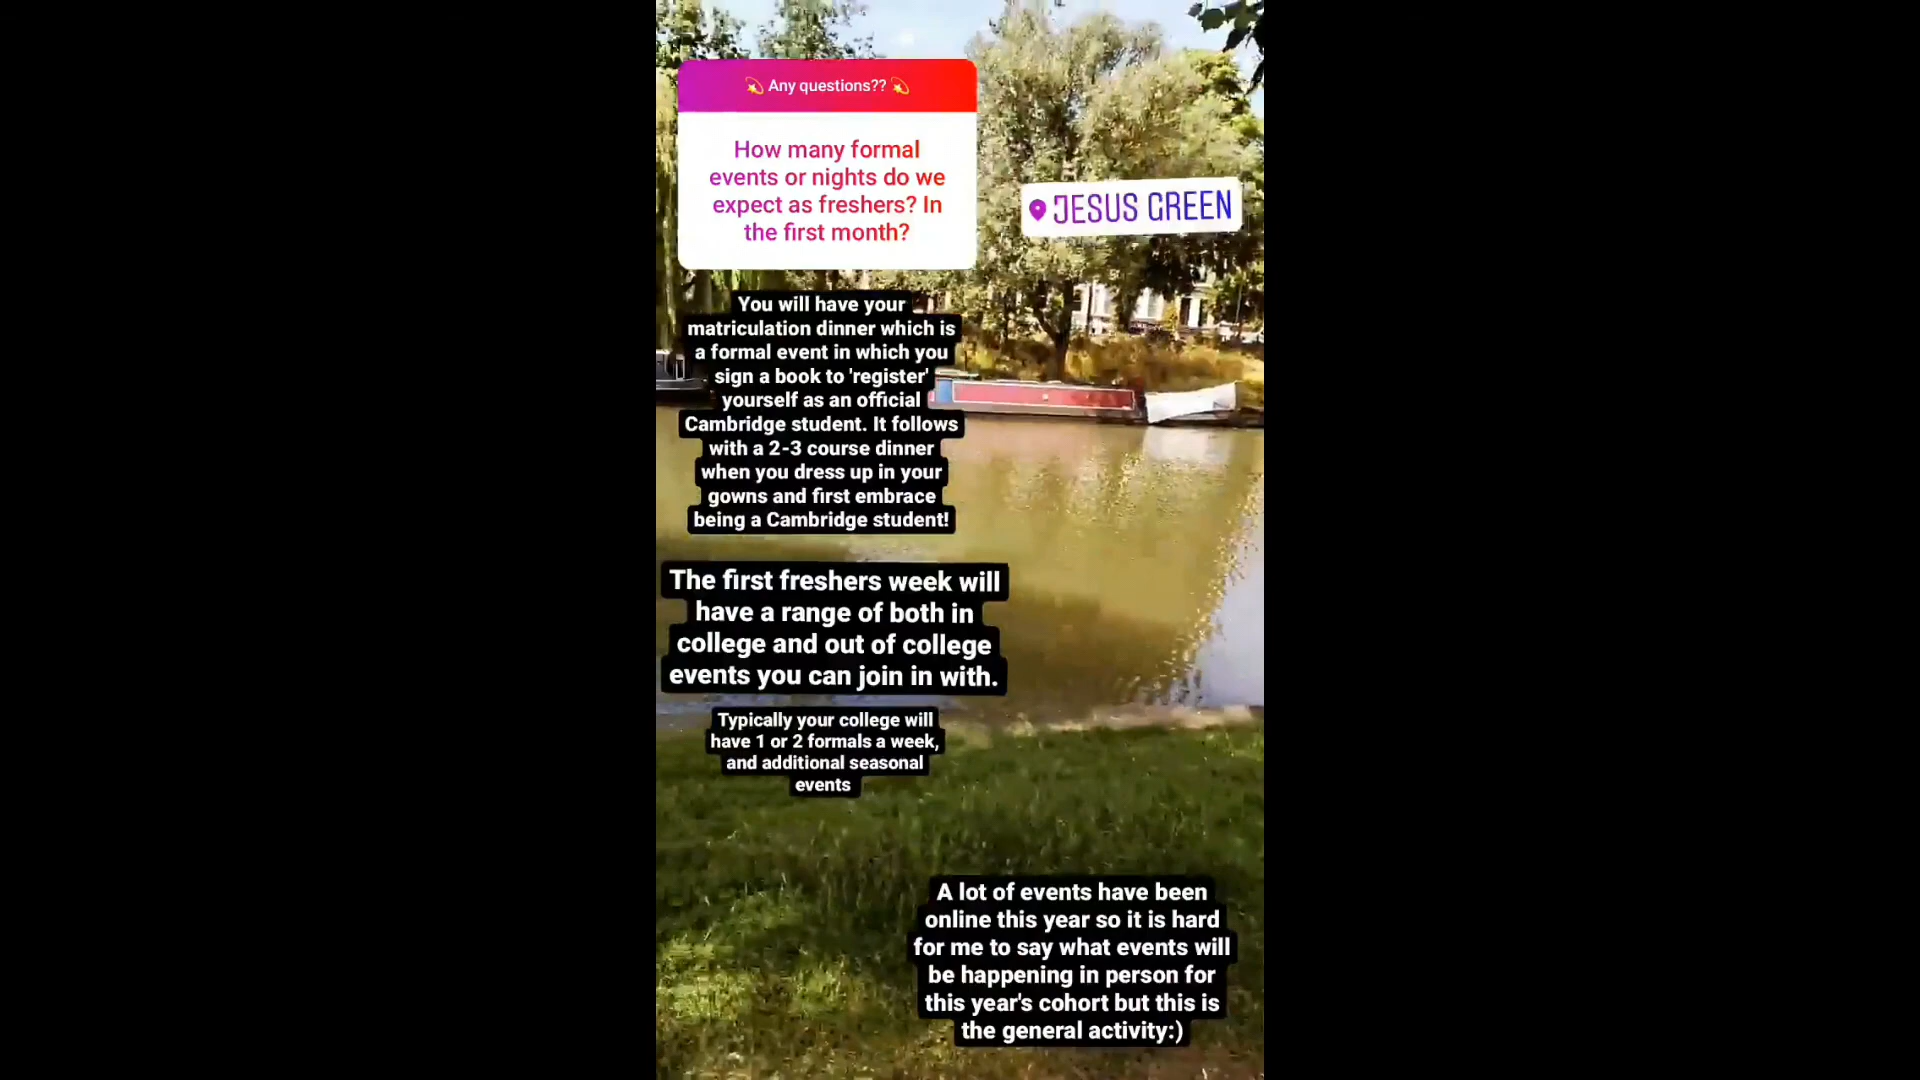 💫 Any questions?? 💫
How many formal
events or nights do we
expect as freshers? In
the first month?
JESUS GREEN
You will have your
matriculation dinner which is
a formal event in which you
sign a book to 'register'
yourself as an official
Cambridge student. It follows
with a 2-3 course dinner
when you dress up in your
gowns and first embrace
being a Cambridge student!
The first freshers week will
have a range of both in
college and out of college
events you can join in with.
Typically your college will
have 1 or 2 formals a week,
and additional seasonal
events
A lot of events have been
online this year so it is hard
for me to say what events will
be happening in person for
this year's cohort but this is
the general activity:)